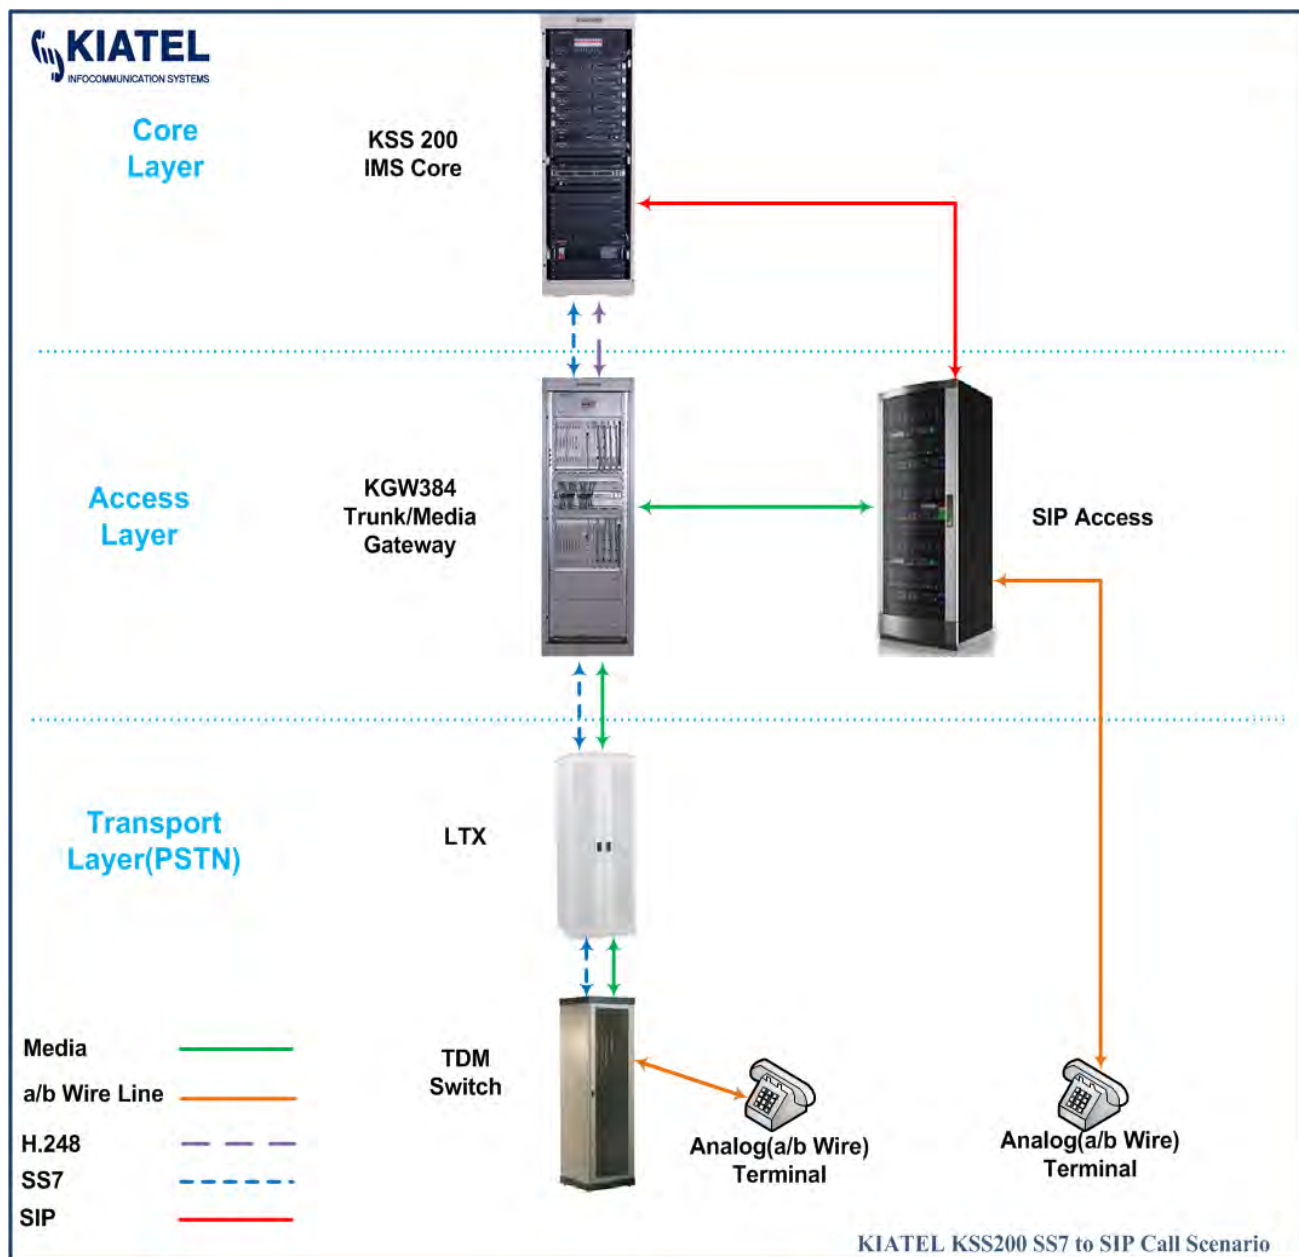 KIATEL
INFOCOMMUNICATION SYSTEMS
Core
Layer
KSS 200
IMS Core
Access
Layer
KGW384
Trunk/Media
Gateway
SIP Access
Transport
Layer(PSTN)
LTX
TDM
Switch
Media
a/b Wire Line
H.248
SS7
SIP
Analog(a/b Wire)
Terminal
Analog(a/b Wire)
Terminal
KIATEL KSS200 SS7 to SIP Call Scenario